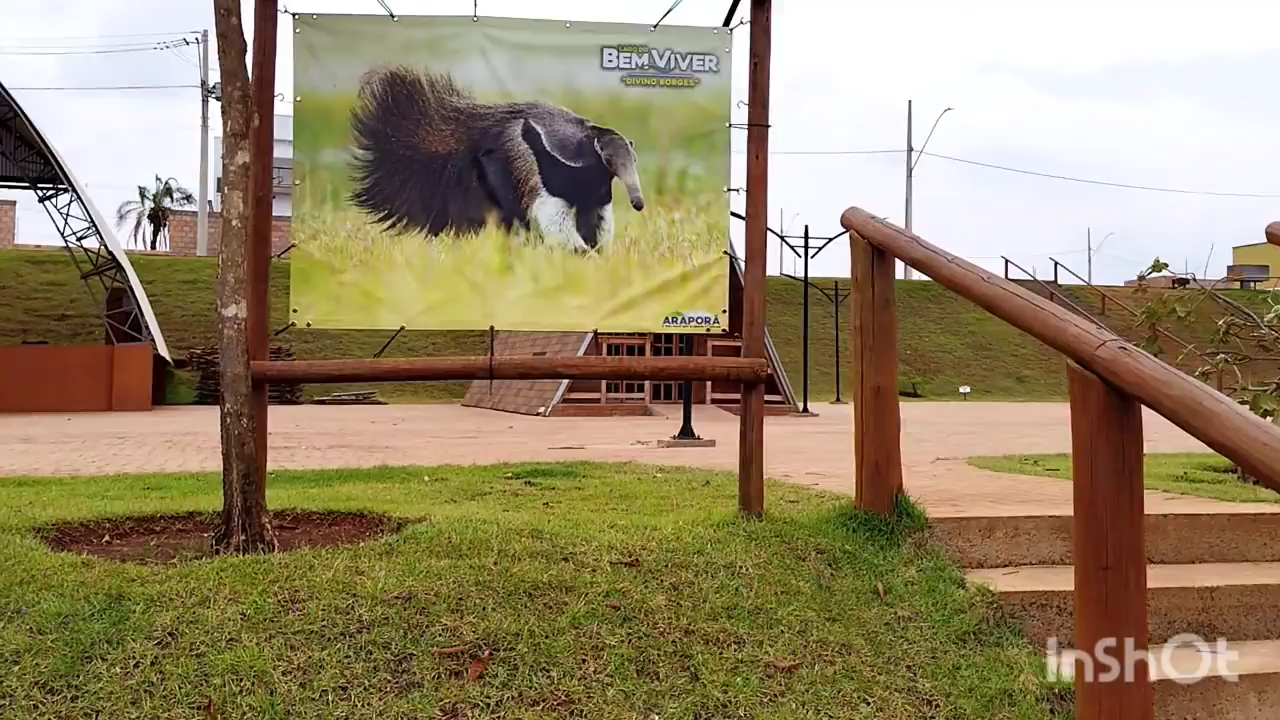 LAGO DO
BEM VIVER
"DIVINO BORGES"
ARAPORÃ
InShOt